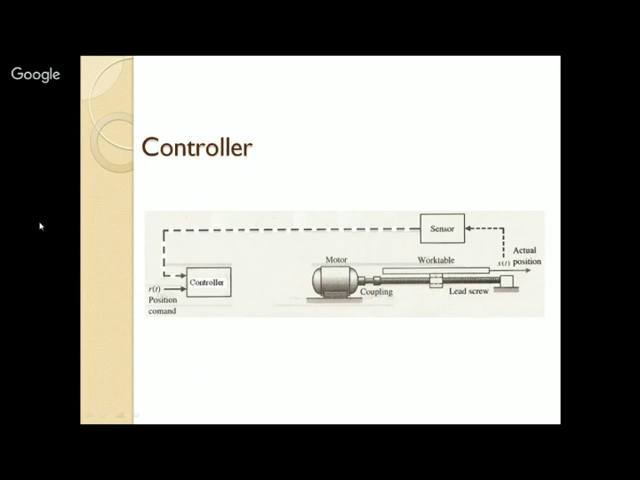 Google
Controller
Sensor
Actual
position
x(t)
Motor
Worktable
Controller
r(t)
Position
comand
Coupling
Lead screw